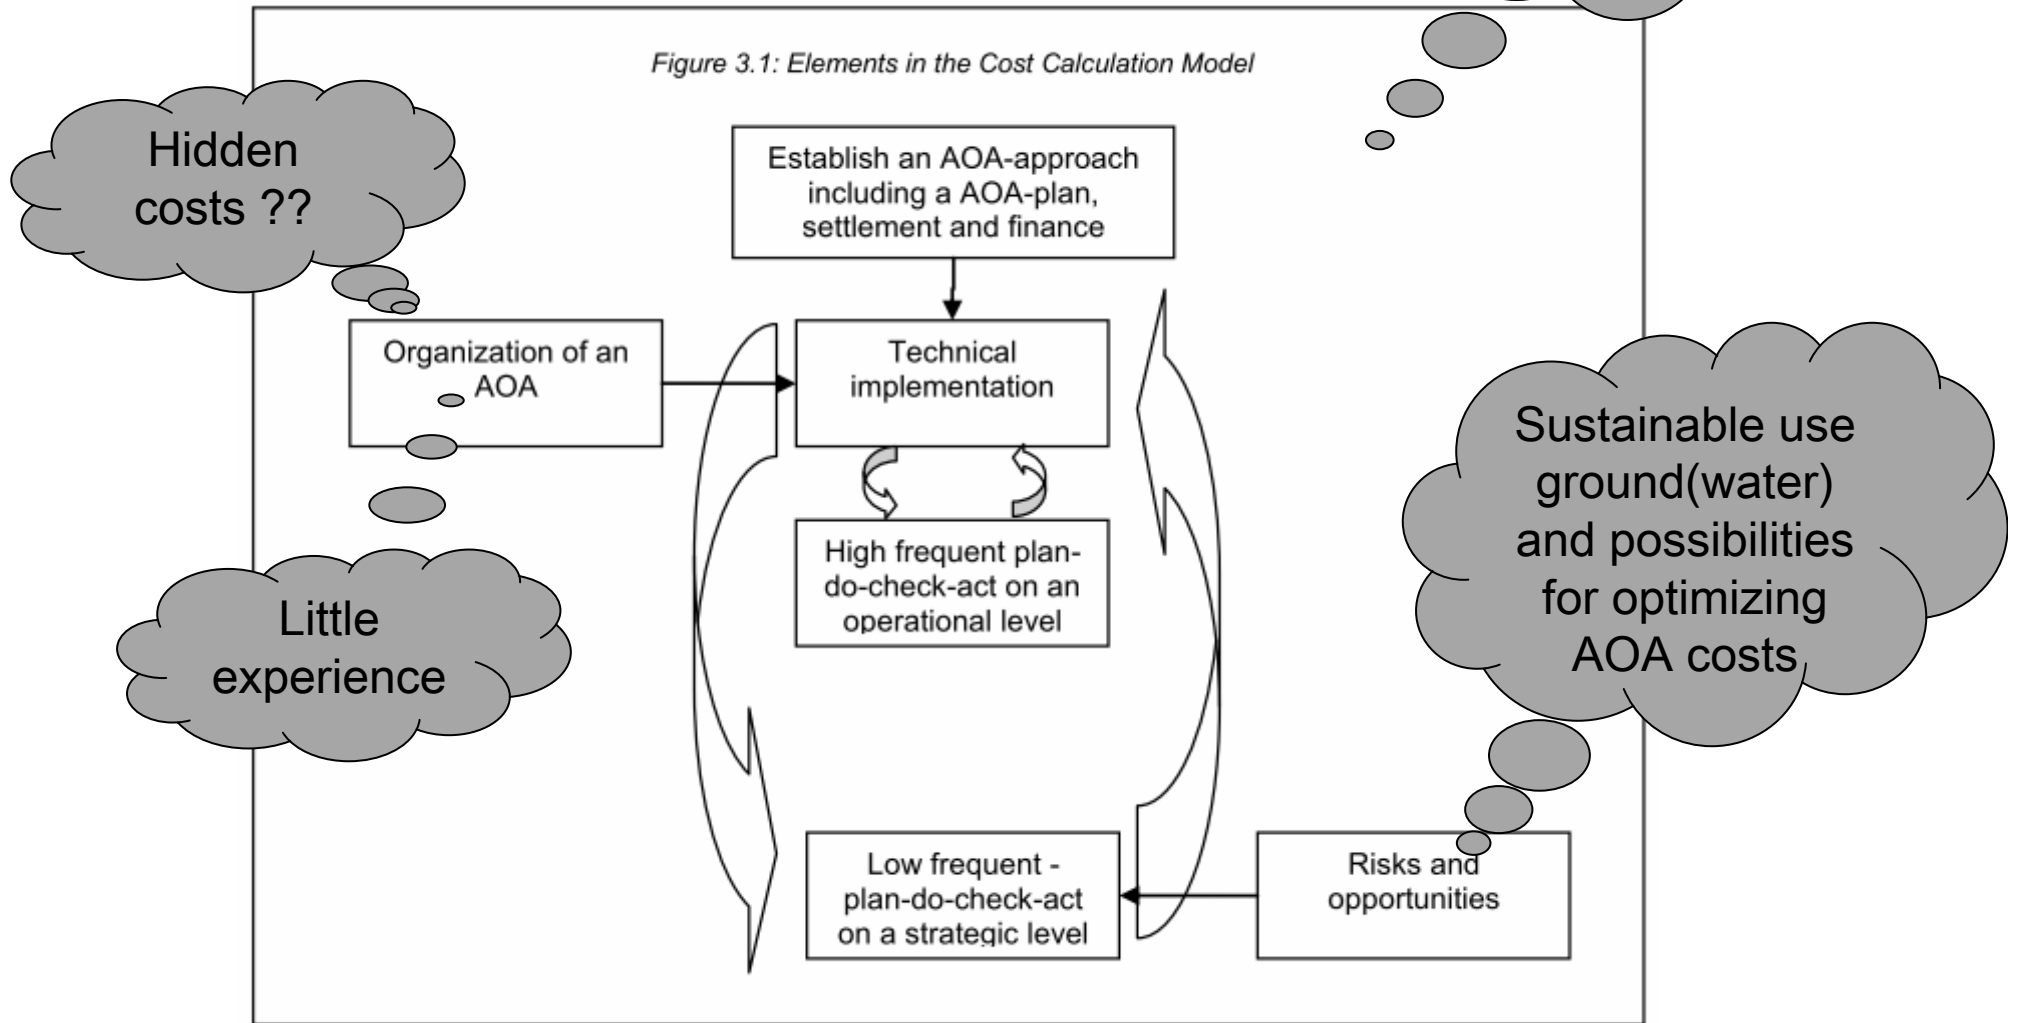 Figure 3.1: Elements in the Cost Calculation Model
Hidden
costs ??
Establish an AOA-approach
including a AOA-plan,
settlement and finance
Organization of an
AOA
Technical
implementation
High frequent plan-
do-check-act on an
operational level
Little
experience
Sustainable use
ground(water)
and possibilities
for optimizing
AOA costs
Low frequent -
plan-do-check-act
on a strategic level
Risks and
opportunities